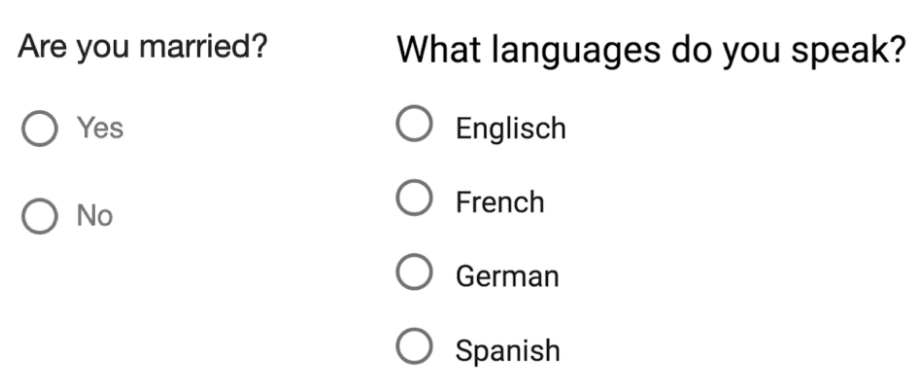 Are you married?
Yes
No
What languages do you speak?
Englisch
French
German
Spanish